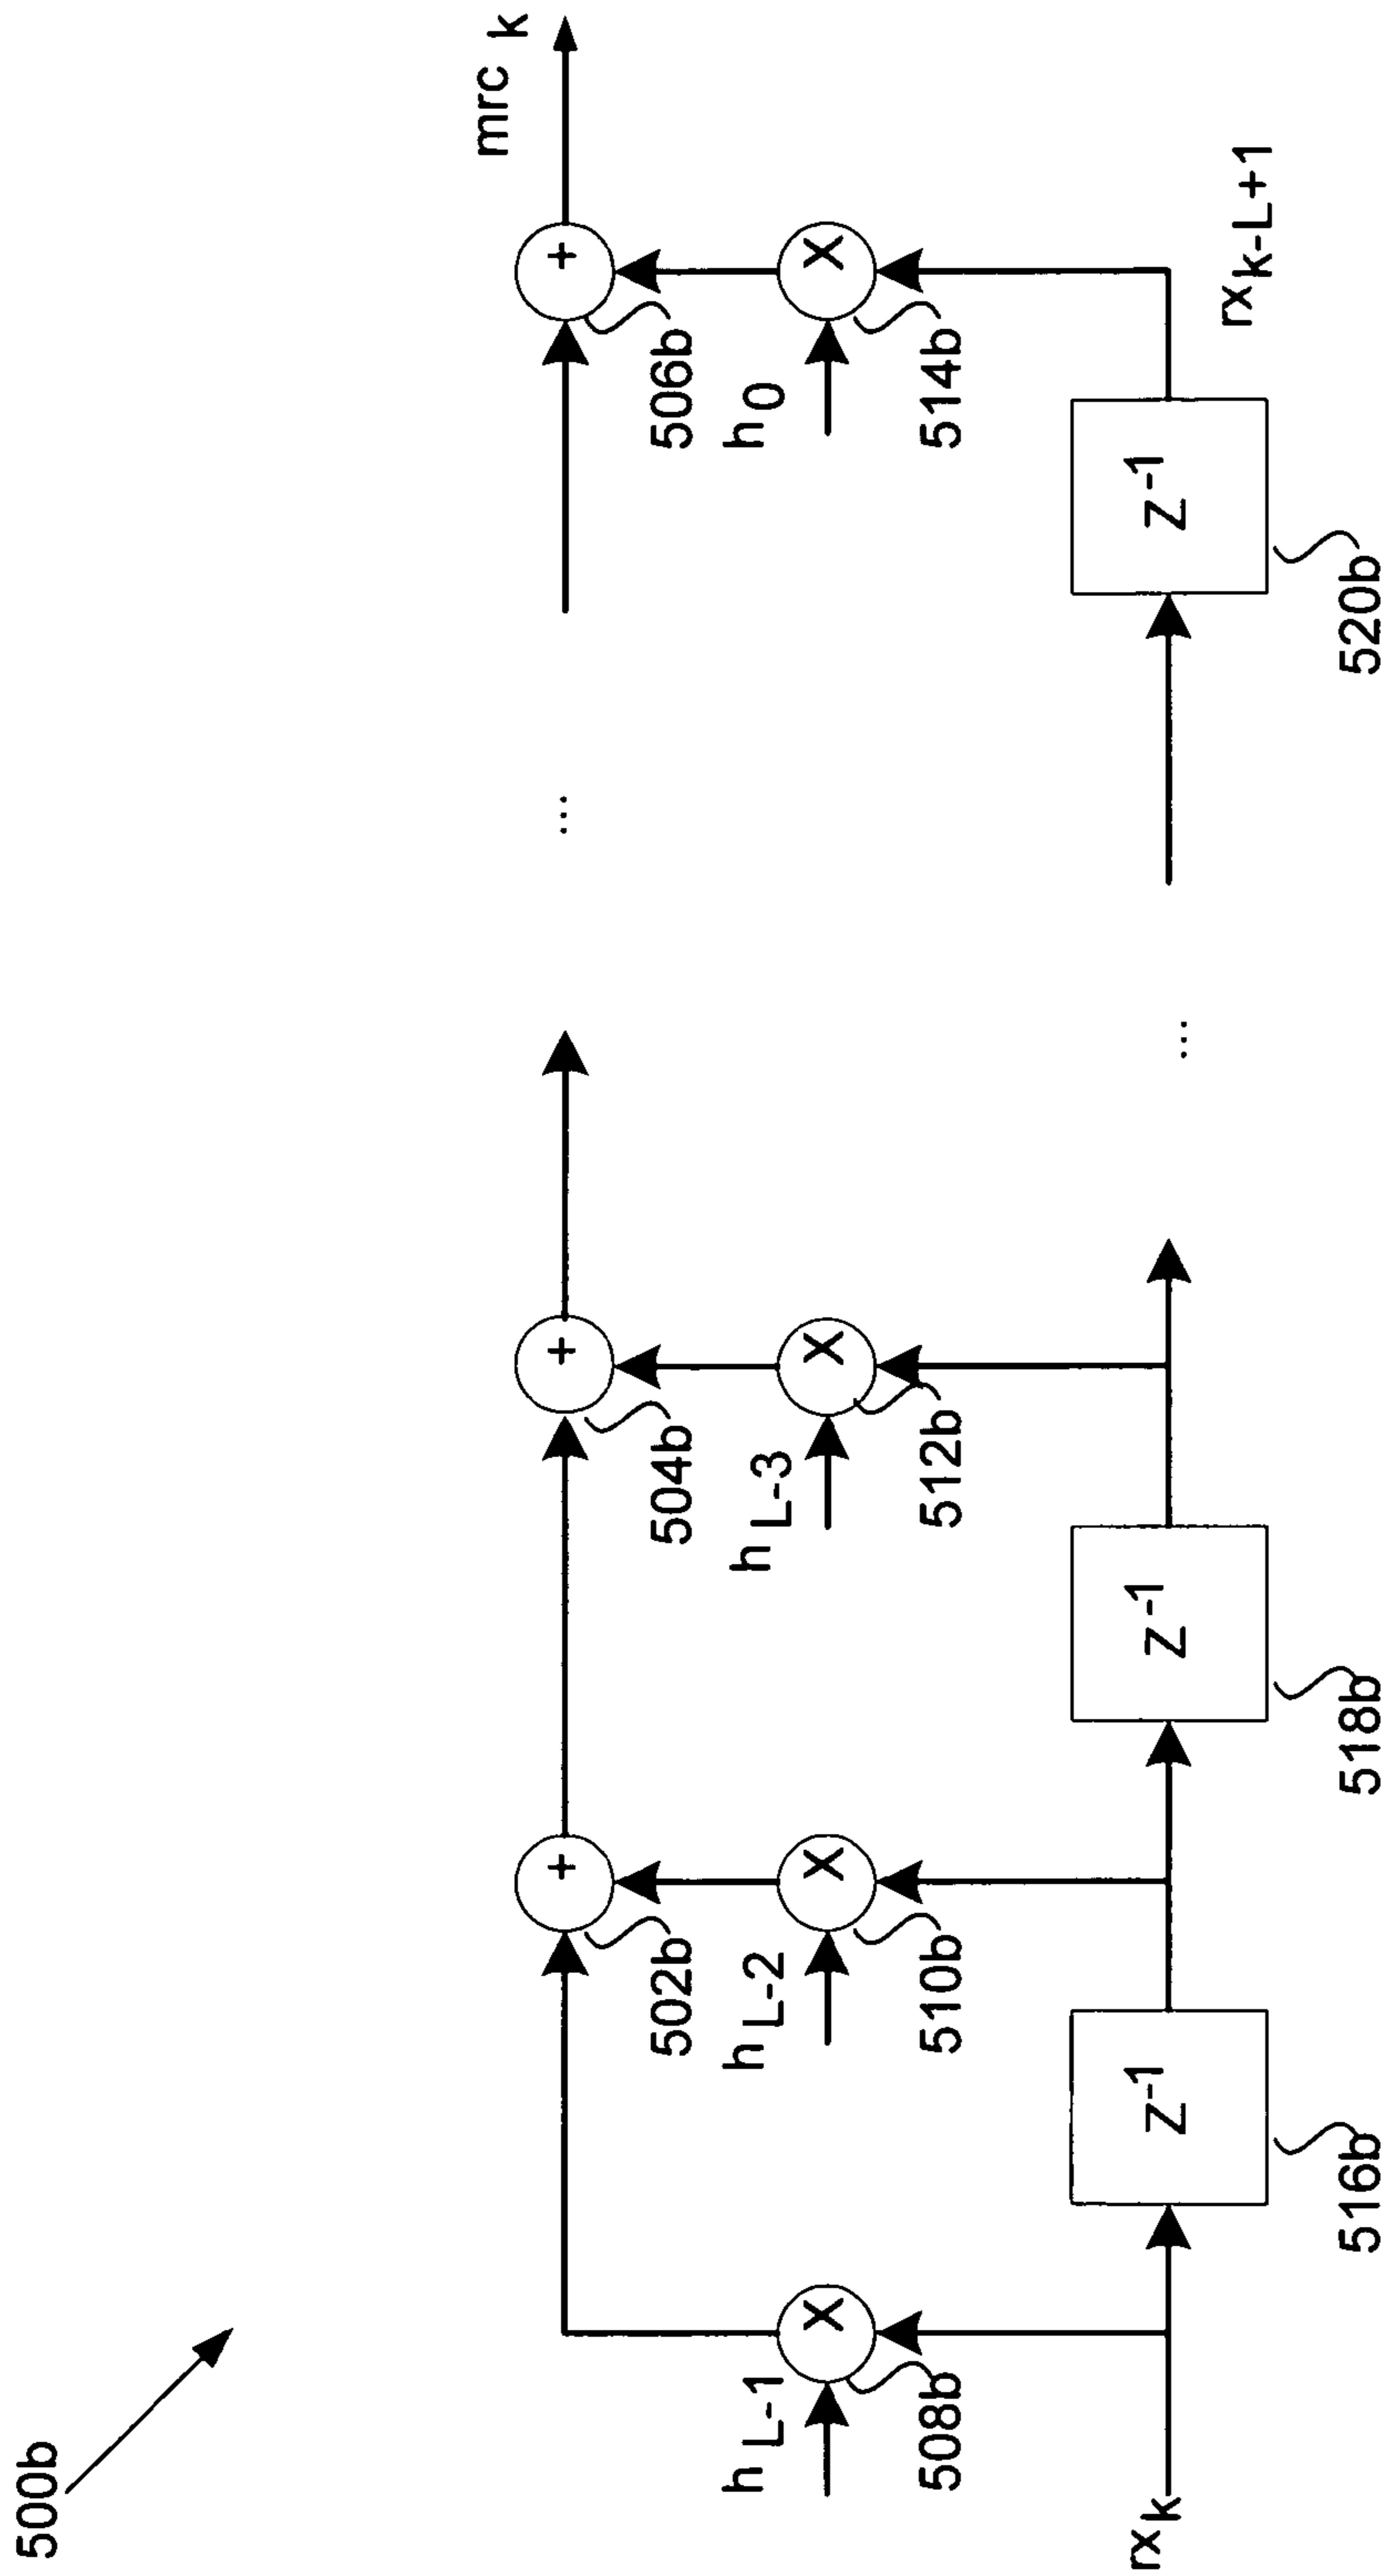 500b
mrc k
+
+
+
...
502b
504b
506b
h L-1
h L-2
h L-3
h 0
X
X
X
X
508b
510b
512b
514b
rx k
Z-1
Z-1
...
Z-1
rx k-L+1
516b
518b
520b